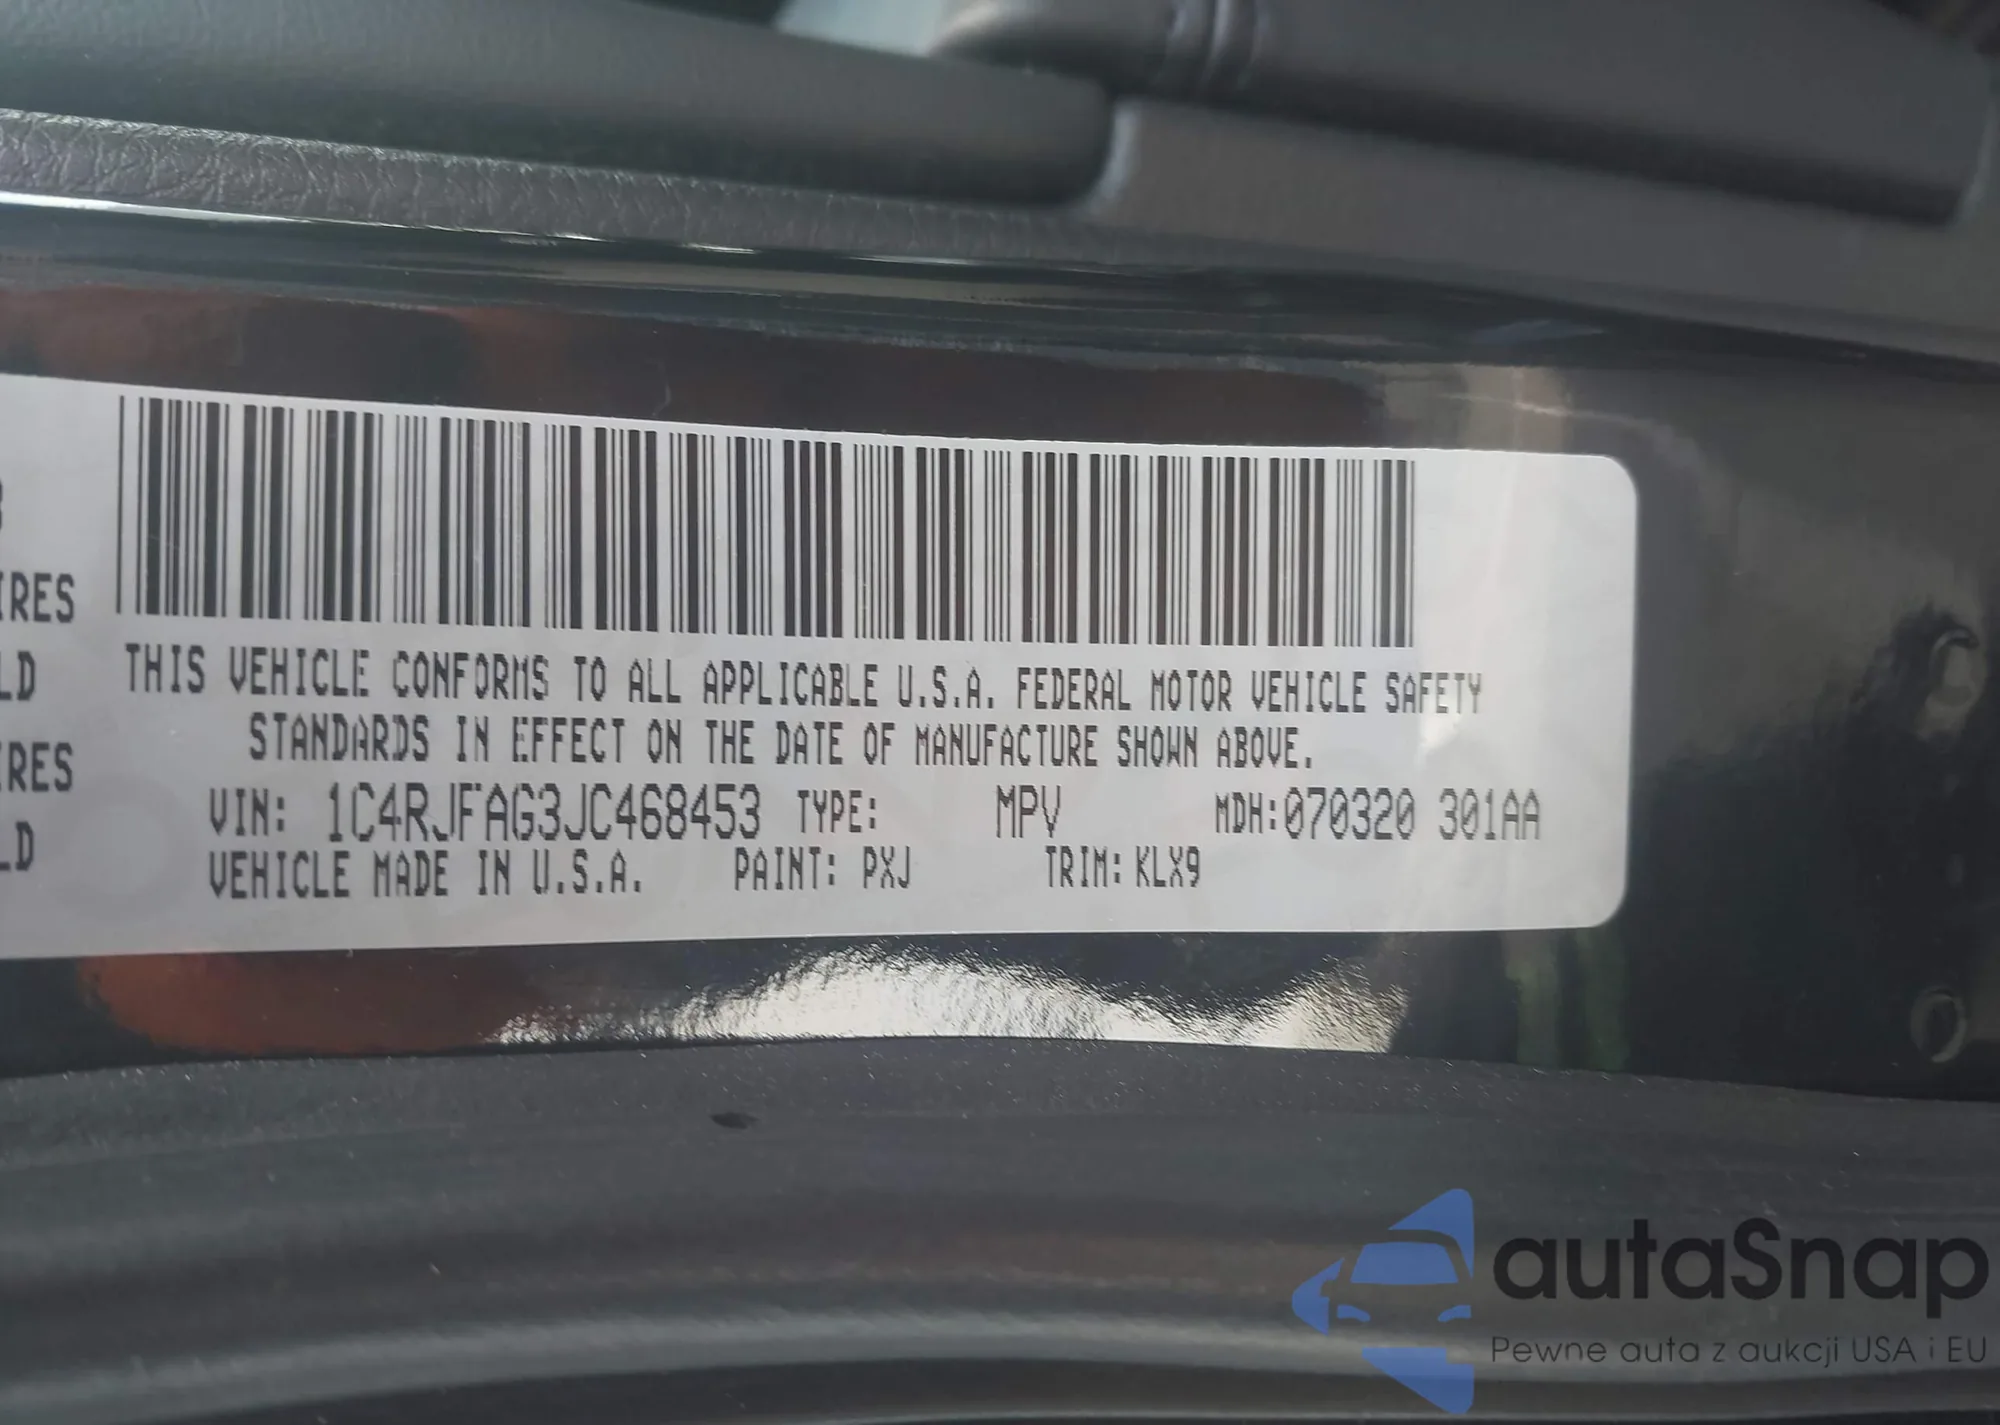 IRES
LD
IRES
LD
THIS VEHICLE CONFORMS TO ALL APPLICABLE U.S.A. FEDERAL MOTOR VEHICLE SAFETY
STANDARDS IN EFFECT ON THE DATE OF MANUFACTURE SHOWN ABOVE.
VIN: 1C4RJFAG3JC468453 TYPE: MPV MDH:070320 301AA
VEHICLE MADE IN U.S.A. PAINT: PXJ TRIM: KLX9
autaSnap
Pewne auta z aukcji USA i EU